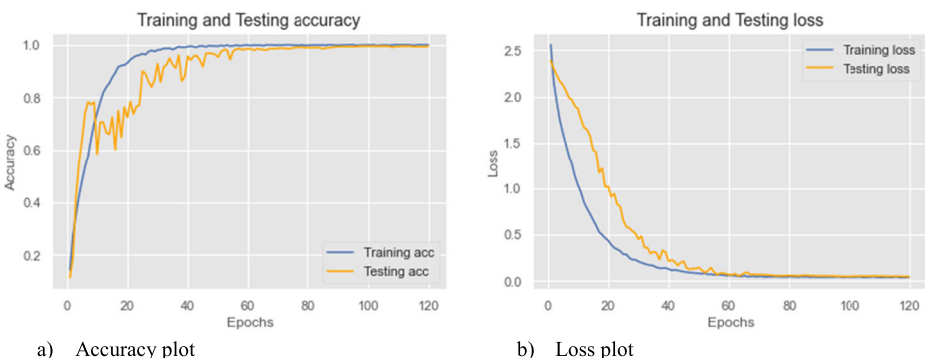 Training and Testing accuracy
1.0
0.8
0.6
0.4
0.2
Accuracy
Training acc
Testing acc
0 20 40 60 80 100 120
Epochs
a) Accuracy plot
Training and Testing loss
2.5
2.0
1.5
1.0
0.5
0.0
Loss
Training loss
Testing loss
0 20 40 60 80 100 120
Epochs
b) Loss plot